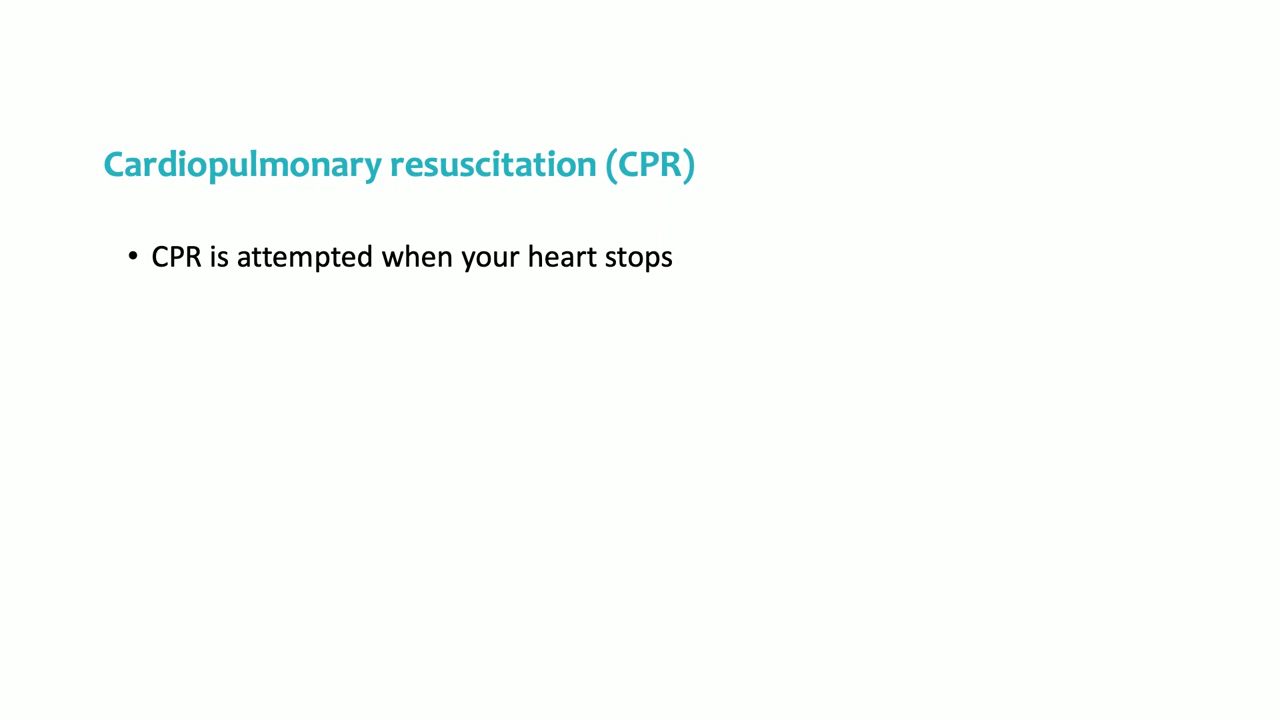 Cardiopulmonary resuscitation (CPR)
• CPR is attempted when your heart stops